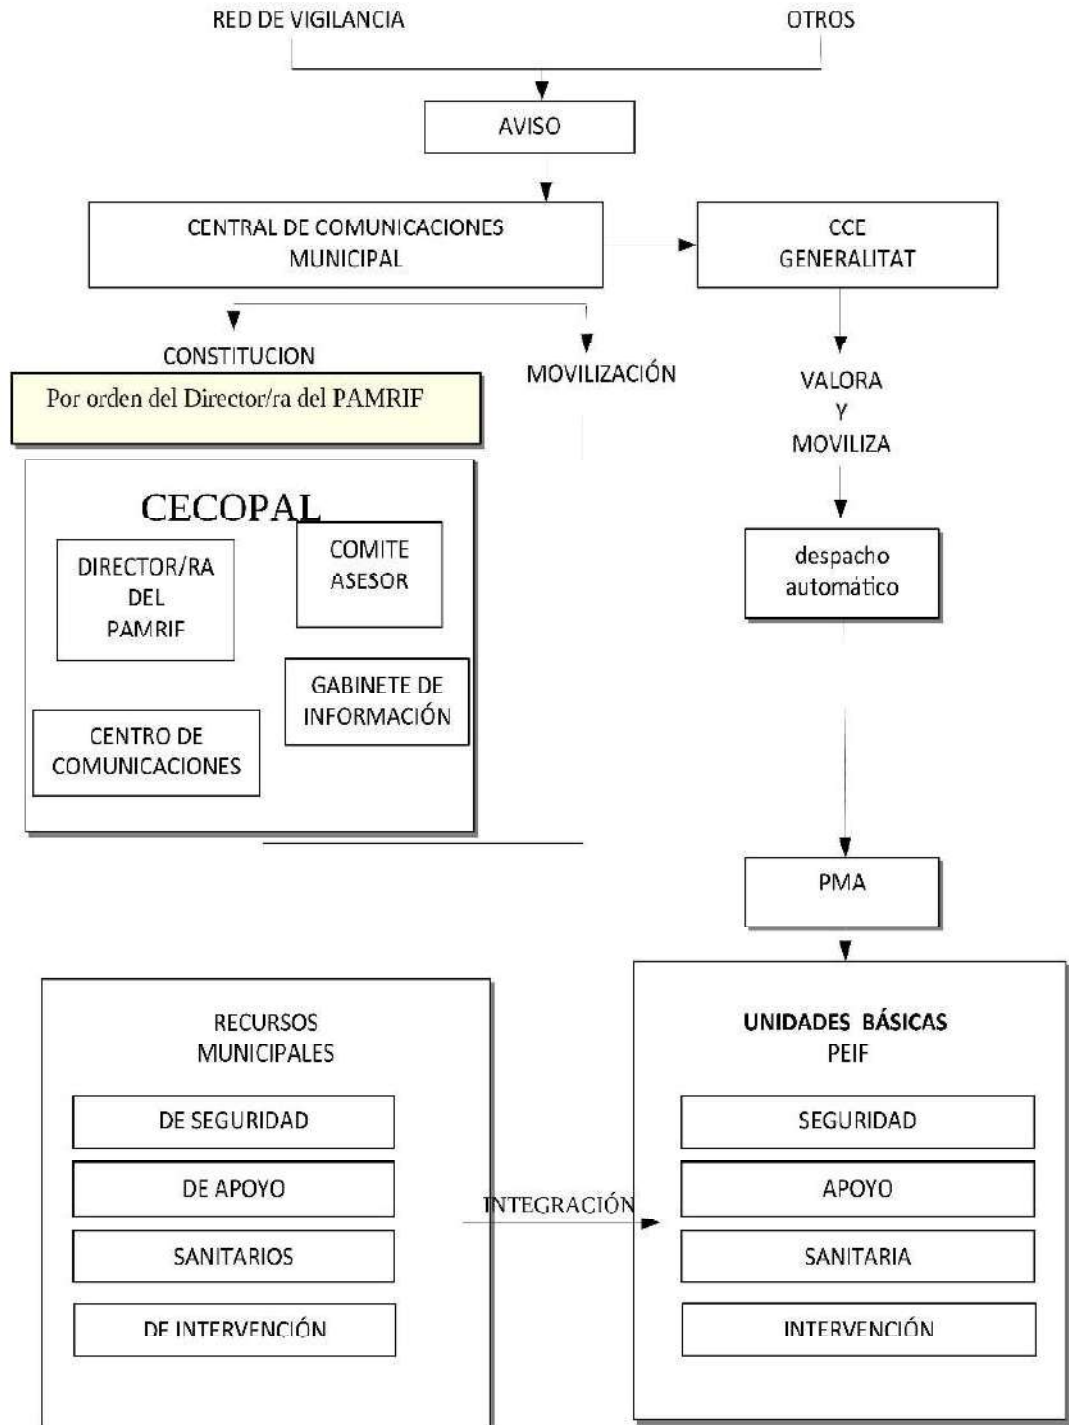 RED DE VIGILANCIA
OTROS
AVISO
CENTRAL DE COMUNICACIONES
MUNICIPAL
CCE
GENERALITAT
CONSTITUCION
MOVILIZACIÓN
Por orden del Director/ra del PAMRIF
VALORA
Y
MOVILIZA
CECOPAL
DIRECTOR/RA
DEL
PAMRIF
COMITE
ASESOR
despacho
automático
GABINETE DE
INFORMACIÓN
CENTRO DE
COMUNICACIONES
PMA
RECURSOS
MUNICIPALES
DE SEGURIDAD
DE APOYO
SANITARIOS
DE INTERVENCIÓN
INTEGRACIÓN
UNIDADES BÁSICAS
PEIF
SEGURIDAD
APOYO
SANITARIA
INTERVENCIÓN